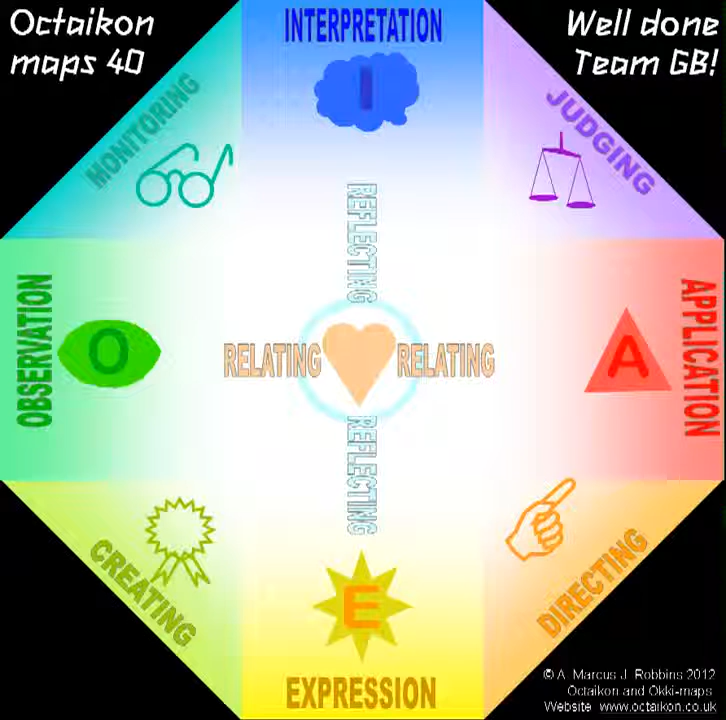 Octaikon
maps 40
Well done
Team GB!
INTERPRETATION
I
MONITORING
JUDGING
REFLECTING
OBSERVATION
O
RELATING
RELATING
A
APPLICATION
REFLECTING
CREATING
E
DIRECTING
EXPRESSION
© A. Marcus J. Robbins 2012
Octaikon and Okki-maps
Website www.octaikon.co.uk